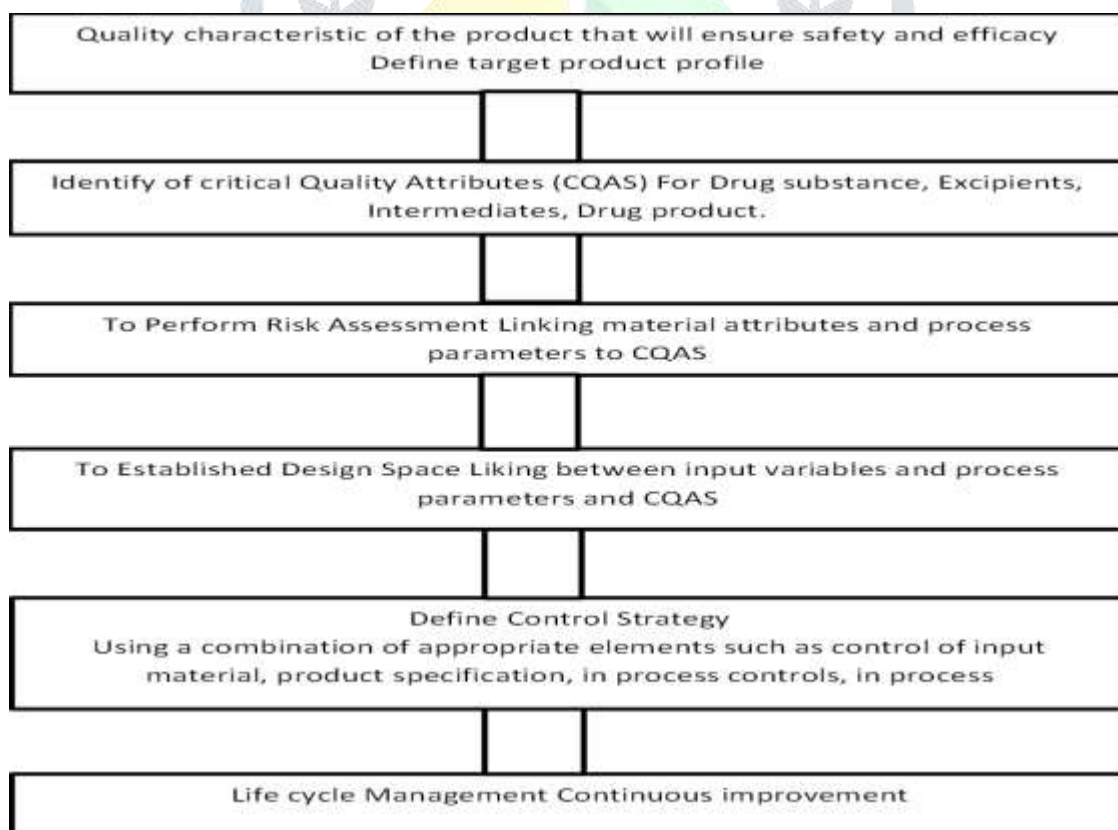 Quality characteristic of the product that will ensure safety and efficacy
Define target product profile
Identify of critical Quality Attributes (CQAS) For Drug substance, Excipients,
Intermediates, Drug product.
To Perform Risk Assessment Linking material attributes and process
parameters to CQAS
To Established Design Space Liking between input variables and process
parameters and CQAS
Define Control Strategy
Using a combination of appropriate elements such as control of input
material, product specification, in process controls, in process
Life cycle Management Continuous improvement